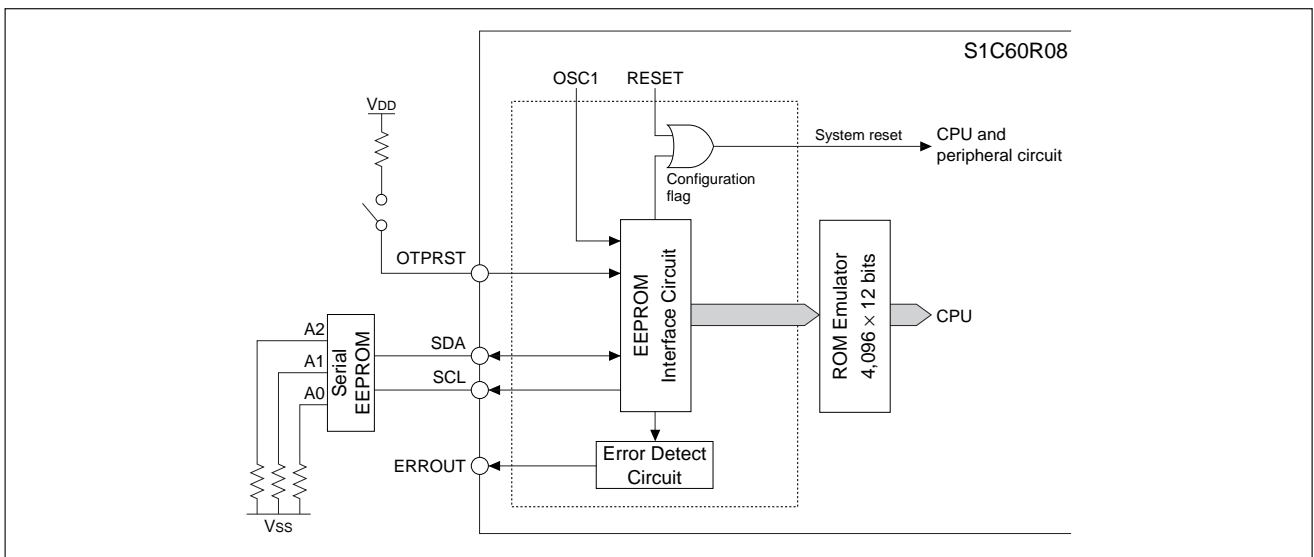 S1C60R08
OSC1
RESET
VDD
System reset
CPU and
peripheral circuit
Configuration
flag
OTPRST
EEPROM
Interface Circuit
ROM Emulator
4,096 × 12 bits
CPU
A2
A1
A0
Serial
EEPROM
SDA
SCL
ERROUT
Error Detect
Circuit
VSS